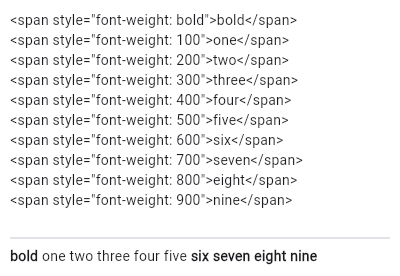 <span style="font-weight: bold">bold</span>
<span style="font-weight: 100">one</span>
<span style="font-weight: 200">two</span>
<span style="font-weight: 300">three</span>
<span style="font-weight: 400">four</span>
<span style="font-weight: 500">five</span>
<span style="font-weight: 600">six</span>
<span style="font-weight: 700">seven</span>
<span style="font-weight: 800">eight</span>
<span style="font-weight: 900">nine</span>
bold one two three four five six seven eight nine